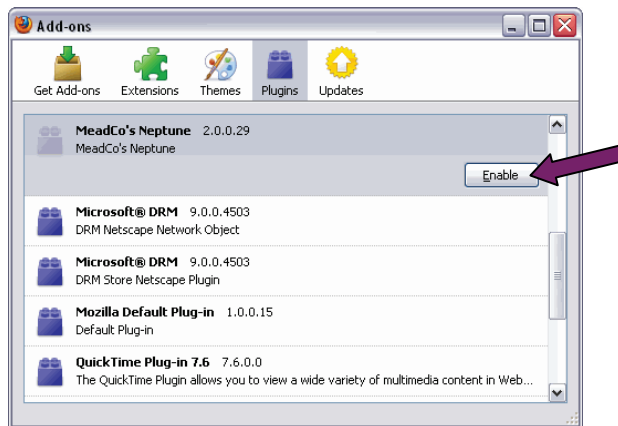 Add-ons
Get Add-ons Extensions Themes Plugins Updates
MeadCo's Neptune 2.0.0.29
MeadCo's Neptune
Enable
Microsoft® DRM 9.0.0.4503
DRM Netscape Network Object
Microsoft® DRM 9.0.0.4503
DRM Store Netscape Plugin
Mozilla Default Plug-in 1.0.0.15
Default Plug-in
QuickTime Plug-in 7.6 7.6.0.0
The QuickTime Plugin allows you to view a wide variety of multimedia content in Web...